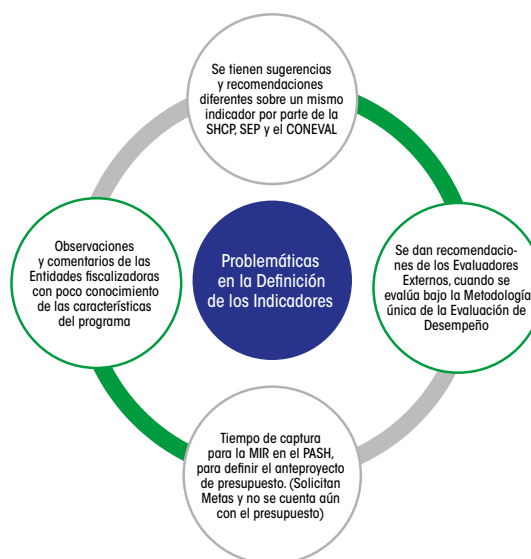 Se tienen sugerencias
y recomendaciones
diferentes sobre un mismo
indicador por parte de la
SHCP, SEP y el CONEVAL
Observaciones
y comentarios de las
Entidades fiscalizadoras
con poco conocimiento
de las características
del programa
Problemáticas
en la Definición
de los Indicadores
Se dan recomendacio-
nes de los Evaluadores
Externos, cuando se
evalúa bajo la Metodología
única de la Evaluación de
Desempeño
Tiempo de captura
para la MIR en el PASH,
para definir el anteproyecto
de presupuesto. (Solicitan
Metas y no se cuenta aún
con el presupuesto)